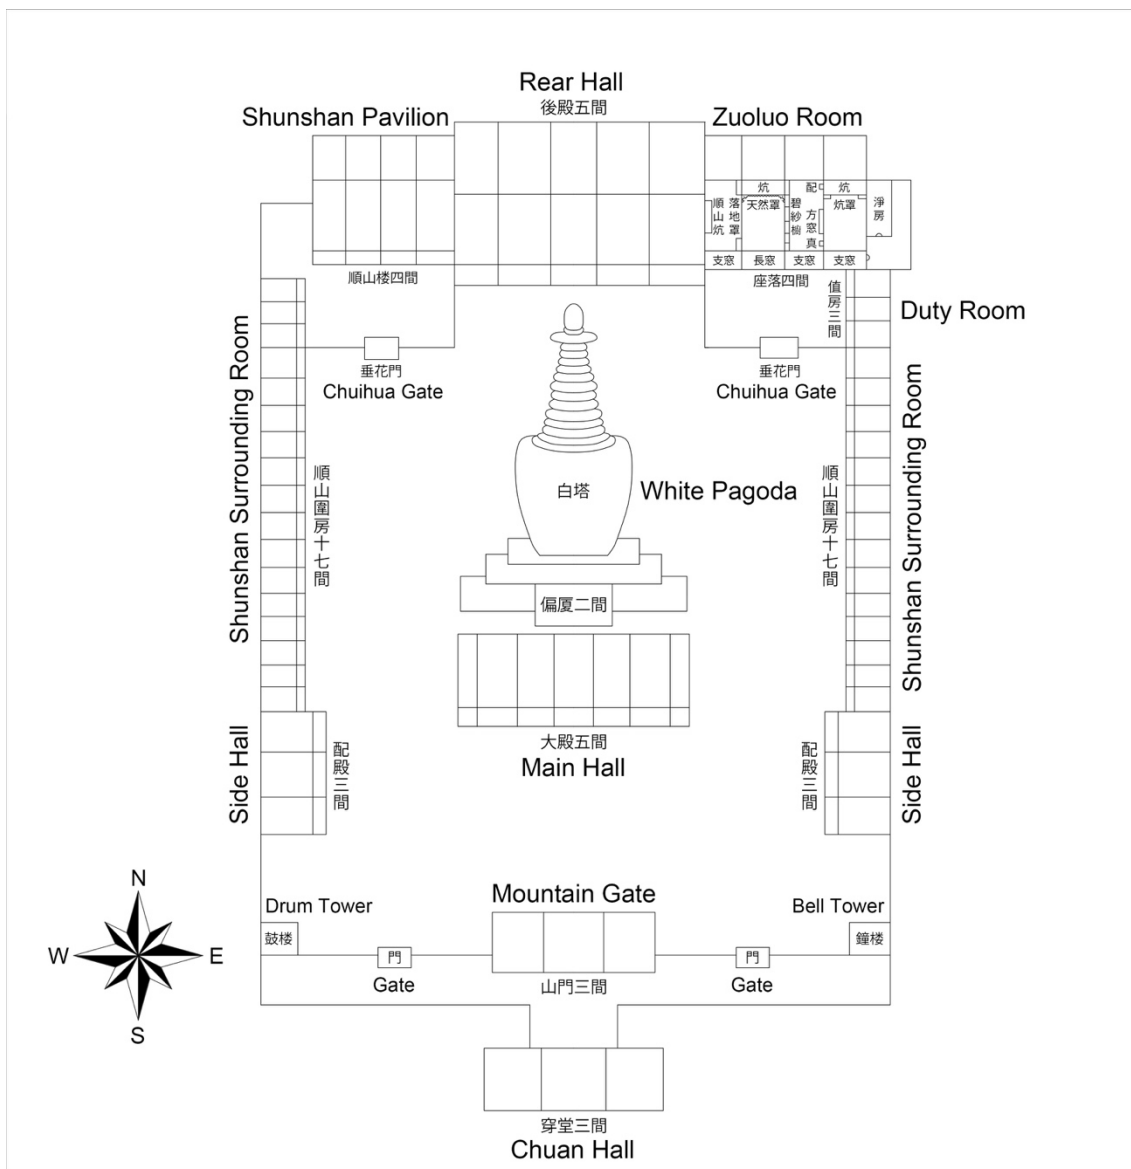 Rear Hall
後殿五間
Shunshan Pavilion
Zuoluo Room
炕
配
炕
順山炕
落地罩
天然罩
碧紗櫥
方窓
真
炕罩
淨房
支窓
長窓
支窓
支窓
順山楼四間
座落四間
值房三間
Duty Room
垂花門
Chuihua Gate
垂花門
Chuihua Gate
Shunshan Surrounding Room
順山圍房十七間
白塔
White Pagoda
順山圍房十七間
Shunshan Surrounding Room
偏厦二間
大殿五間
Main Hall
Side Hall
配殿三間
配殿三間
Side Hall
N
W
E
S
Drum Tower
鼓楼
Mountain Gate
山門三間
Bell Tower
鐘楼
門
Gate
門
Gate
穿堂三間
Chuan Hall